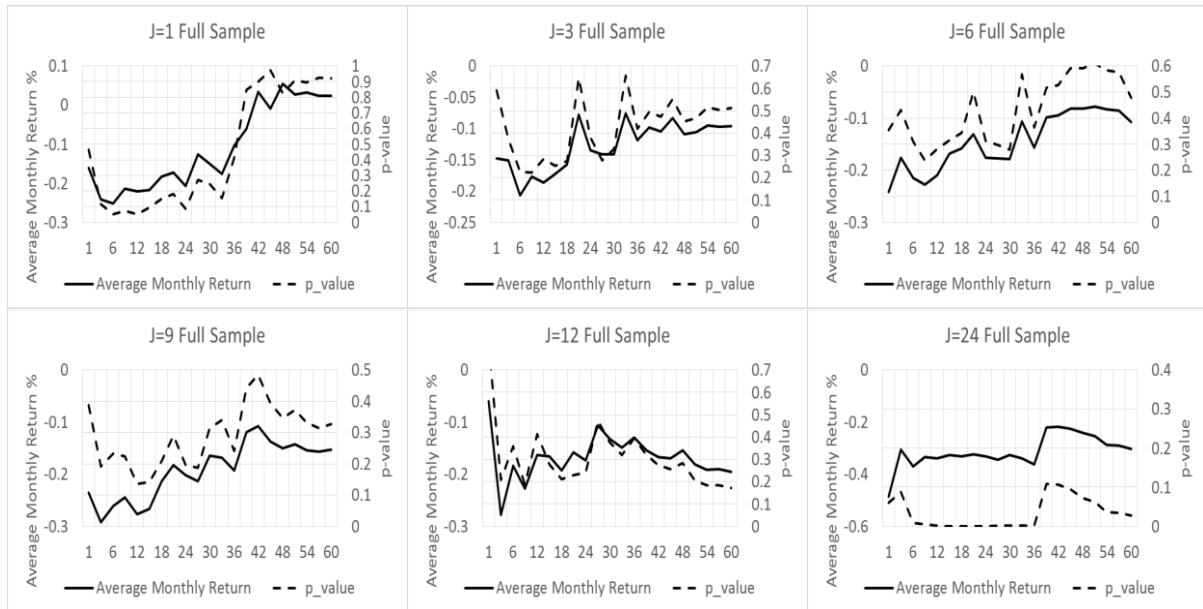 J=1 Full Sample
Average Monthly Return %
0.1
0
-0.1
-0.2
-0.3
1
0.9
0.8
0.7
0.6
0.5
0.4
0.3
0.2
0.1
0
p-value
1 6 12 18 24 30 36 42 48 54 60
Average Monthly Return p_value
J=3 Full Sample
Average Monthly Return %
0
-0.05
-0.1
-0.15
-0.2
-0.25
0.7
0.6
0.5
0.4
0.3
0.2
0.1
0
p-value
1 6 12 18 24 30 36 42 48 54 60
Average Monthly Return p_value
J=6 Full Sample
Average Monthly Return %
0
-0.1
-0.2
-0.3
0.6
0.5
0.4
0.3
0.2
0.1
0
p-value
1 6 12 18 24 30 36 42 48 54 60
Average Monthly Return p_value
J=9 Full Sample
Average Monthly Return %
0
-0.1
-0.2
-0.3
0.5
0.4
0.3
0.2
0.1
0
p-value
1 6 12 18 24 30 36 42 48 54 60
Average Monthly Return p_value
J=12 Full Sample
Average Monthly Return %
0
-0.1
-0.2
-0.3
0.7
0.6
0.5
0.4
0.3
0.2
0.1
0
p-value
1 6 12 18 24 30 36 42 48 54 60
Average Monthly Return p_value
J=24 Full Sample
Average Monthly Return %
0
-0.2
-0.4
-0.6
0.4
0.3
0.2
0.1
0
p-value
1 6 12 18 24 30 36 42 48 54 60
Average Monthly Return p_value